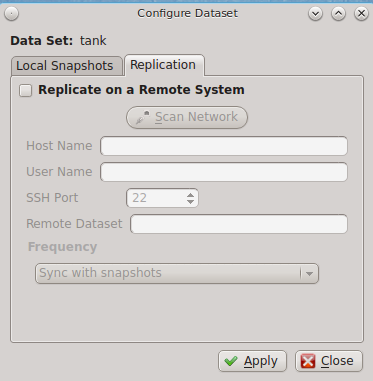 Configure Dataset
Data Set: tank
Local Snapshots Replication
Replicate on a Remote System
Scan Network
Host Name
User Name
SSH Port 22
Remote Dataset
Frequency
Sync with snapshots
Apply Close